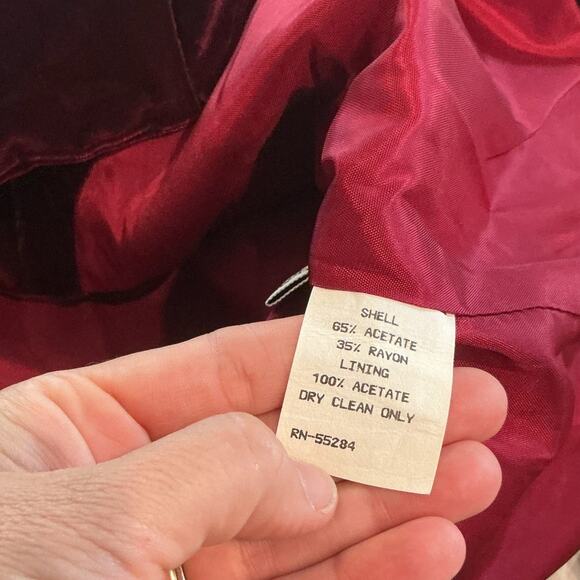 SHELL
65% ACETATE
35% RAYON
LINING
100% ACETATE
DRY CLEAN ONLY
RN-55284